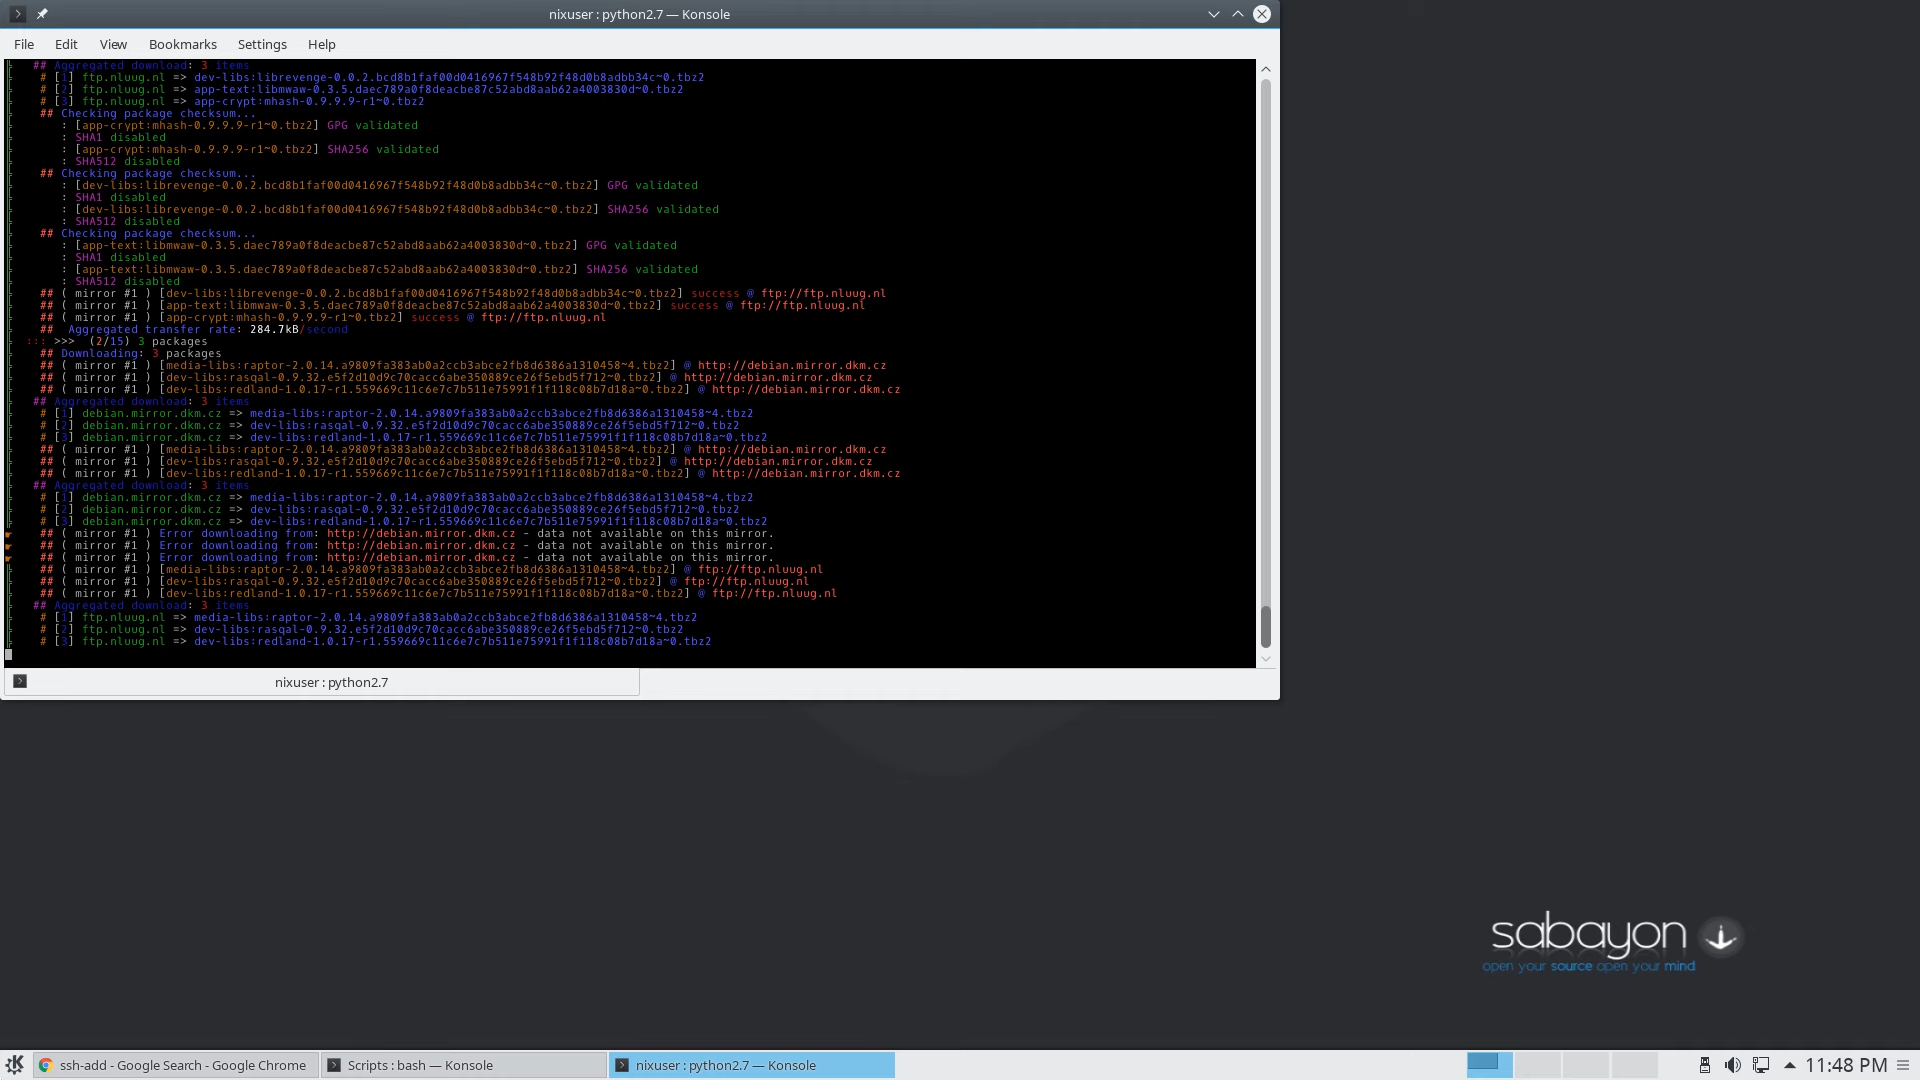 nixuser : python2.7 — Konsole
File Edit View Bookmarks Settings Help
## Aggregated download: 3 items
# [1] ftp.nluug.nl => dev-libs:librevenge-0.0.2.bcd8b1faf00d0416967f548b92f48d0b8adbb34c~0.tbz2
# [2] ftp.nluug.nl => app-text:libmwaw-0.3.5.daec789a0f8deacbe87c52abd8aab62a4003830d~0.tbz2
# [3] ftp.nluug.nl => app-crypt:mhash-0.9.9.9-r1~0.tbz2
## Checking package checksum...
: [app-crypt:mhash-0.9.9.9-r1~0.tbz2] GPG validated
: SHA1 disabled
: [app-crypt:mhash-0.9.9.9-r1~0.tbz2] SHA256 validated
: SHA512 disabled
## Checking package checksum...
: [dev-libs:librevenge-0.0.2.bcd8b1faf00d0416967f548b92f48d0b8adbb34c~0.tbz2] GPG validated
: SHA1 disabled
: [dev-libs:librevenge-0.0.2.bcd8b1faf00d0416967f548b92f48d0b8adbb34c~0.tbz2] SHA256 validated
: SHA512 disabled
## Checking package checksum...
: [app-text:libmwaw-0.3.5.daec789a0f8deacbe87c52abd8aab62a4003830d~0.tbz2] GPG validated
: SHA1 disabled
: [app-text:libmwaw-0.3.5.daec789a0f8deacbe87c52abd8aab62a4003830d~0.tbz2] SHA256 validated
: SHA512 disabled
## ( mirror #1 ) [dev-libs:librevenge-0.0.2.bcd8b1faf00d0416967f548b92f48d0b8adbb34c~0.tbz2] success @ ftp://ftp.nluug.nl
## ( mirror #1 ) [app-text:libmwaw-0.3.5.daec789a0f8deacbe87c52abd8aab62a4003830d~0.tbz2] success @ ftp://ftp.nluug.nl
## ( mirror #1 ) [app-crypt:mhash-0.9.9.9-r1~0.tbz2] success @ ftp://ftp.nluug.nl
## Aggregated transfer rate: 284.7kB/second
::: >>> (2/15) 3 packages
## Downloading: 3 packages
## ( mirror #1 ) [media-libs:raptor-2.0.14.a9809fa383ab0a2ccb3abce2fb8d6386a1310458~4.tbz2] @ http://debian.mirror.dkm.cz
## ( mirror #1 ) [dev-libs:rasqal-0.9.32.e5f2d10d9c70cacc6abe350889ce26f5ebd5f712~0.tbz2] @ http://debian.mirror.dkm.cz
## ( mirror #1 ) [dev-libs:redland-1.0.17-r1.559669c11c6e7c7b511e75991f1f118c08b7d18a~0.tbz2] @ http://debian.mirror.dkm.cz
## Aggregated download: 3 items
# [1] debian.mirror.dkm.cz => media-libs:raptor-2.0.14.a9809fa383ab0a2ccb3abce2fb8d6386a1310458~4.tbz2
# [2] debian.mirror.dkm.cz => dev-libs:rasqal-0.9.32.e5f2d10d9c70cacc6abe350889ce26f5ebd5f712~0.tbz2
# [3] debian.mirror.dkm.cz => dev-libs:redland-1.0.17-r1.559669c11c6e7c7b511e75991f1f118c08b7d18a~0.tbz2
## ( mirror #1 ) [media-libs:raptor-2.0.14.a9809fa383ab0a2ccb3abce2fb8d6386a1310458~4.tbz2] @ http://debian.mirror.dkm.cz
## ( mirror #1 ) [dev-libs:rasqal-0.9.32.e5f2d10d9c70cacc6abe350889ce26f5ebd5f712~0.tbz2] @ http://debian.mirror.dkm.cz
## ( mirror #1 ) [dev-libs:redland-1.0.17-r1.559669c11c6e7c7b511e75991f1f118c08b7d18a~0.tbz2] @ http://debian.mirror.dkm.cz
## Aggregated download: 3 items
# [1] debian.mirror.dkm.cz => media-libs:raptor-2.0.14.a9809fa383ab0a2ccb3abce2fb8d6386a1310458~4.tbz2
# [2] debian.mirror.dkm.cz => dev-libs:rasqal-0.9.32.e5f2d10d9c70cacc6abe350889ce26f5ebd5f712~0.tbz2
# [3] debian.mirror.dkm.cz => dev-libs:redland-1.0.17-r1.559669c11c6e7c7b511e75991f1f118c08b7d18a~0.tbz2
## ( mirror #1 ) Error downloading from: http://debian.mirror.dkm.cz - data not available on this mirror.
## ( mirror #1 ) Error downloading from: http://debian.mirror.dkm.cz - data not available on this mirror.
## ( mirror #1 ) Error downloading from: http://debian.mirror.dkm.cz - data not available on this mirror.
## ( mirror #1 ) [media-libs:raptor-2.0.14.a9809fa383ab0a2ccb3abce2fb8d6386a1310458~4.tbz2] @ ftp://ftp.nluug.nl
## ( mirror #1 ) [dev-libs:rasqal-0.9.32.e5f2d10d9c70cacc6abe350889ce26f5ebd5f712~0.tbz2] @ ftp://ftp.nluug.nl
## ( mirror #1 ) [dev-libs:redland-1.0.17-r1.559669c11c6e7c7b511e75991f1f118c08b7d18a~0.tbz2] @ ftp://ftp.nluug.nl
## Aggregated download: 3 items
# [1] ftp.nluug.nl => media-libs:raptor-2.0.14.a9809fa383ab0a2ccb3abce2fb8d6386a1310458~4.tbz2
# [2] ftp.nluug.nl => dev-libs:rasqal-0.9.32.e5f2d10d9c70cacc6abe350889ce26f5ebd5f712~0.tbz2
# [3] ftp.nluug.nl => dev-libs:redland-1.0.17-r1.559669c11c6e7c7b511e75991f1f118c08b7d18a~0.tbz2
nixuser : python2.7
sabayon
open your source open your mind
ssh-add - Google Search - Google Chrome
Scripts : bash — Konsole
nixuser : python2.7 — Konsole
11:48 PM